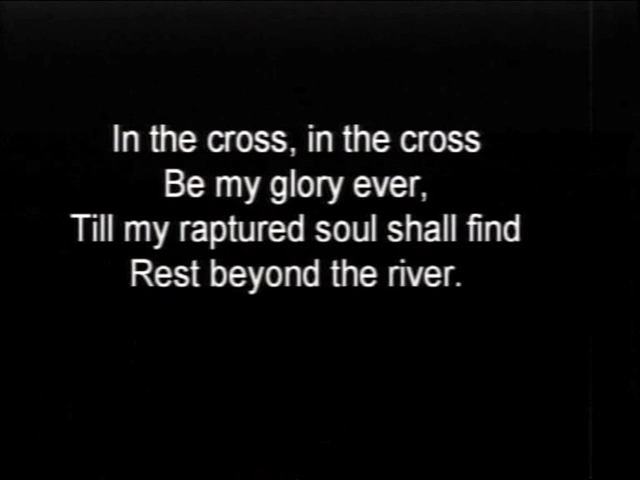 In the cross, in the cross
Be my glory ever,
Till my raptured soul shall find
Rest beyond the river.